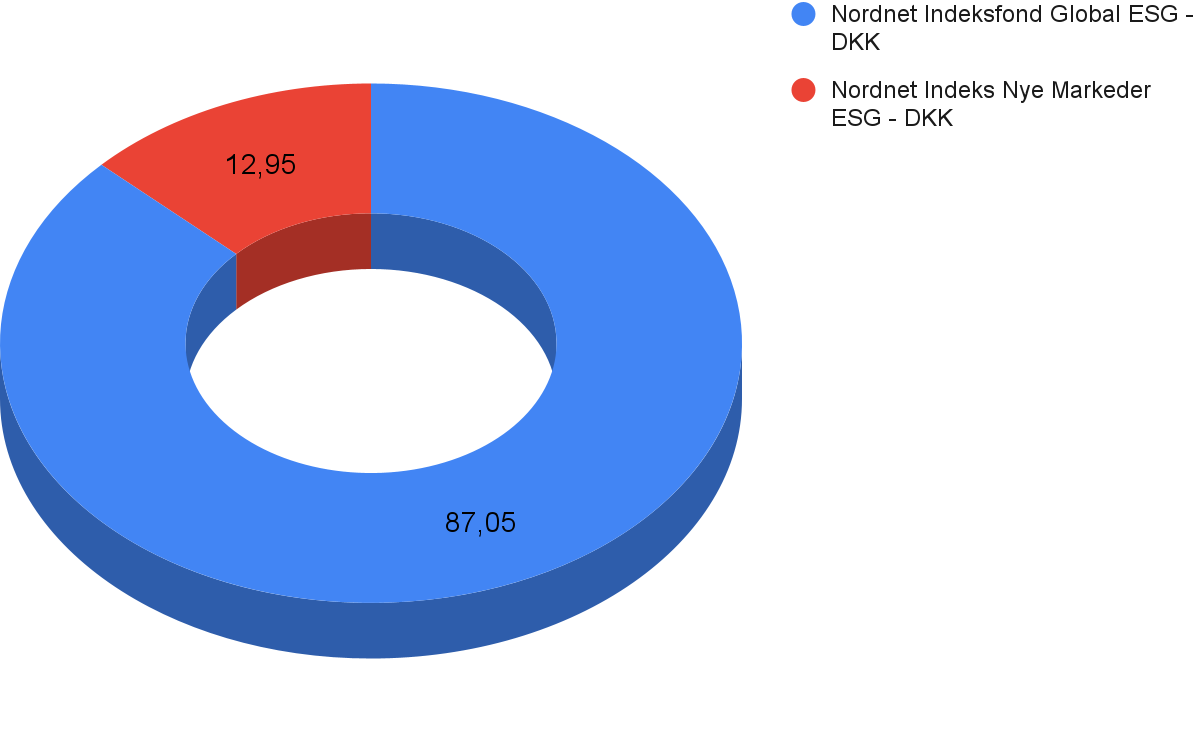 Nordnet Indeksfond Global ESG -
DKK
Nordnet Indeks Nye Markeder
ESG - DKK
12,95
87,05